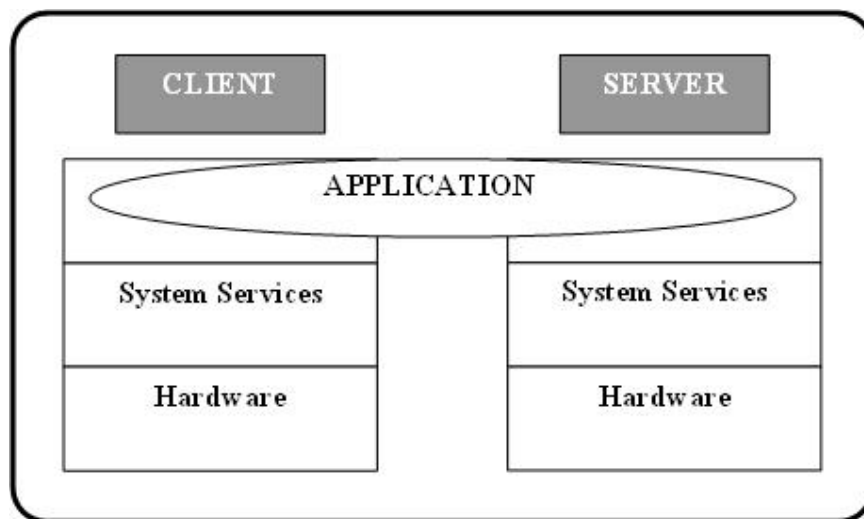 CLIENT
SERVER
APPLICATION
System Services
System Services
Hardware
Hardware